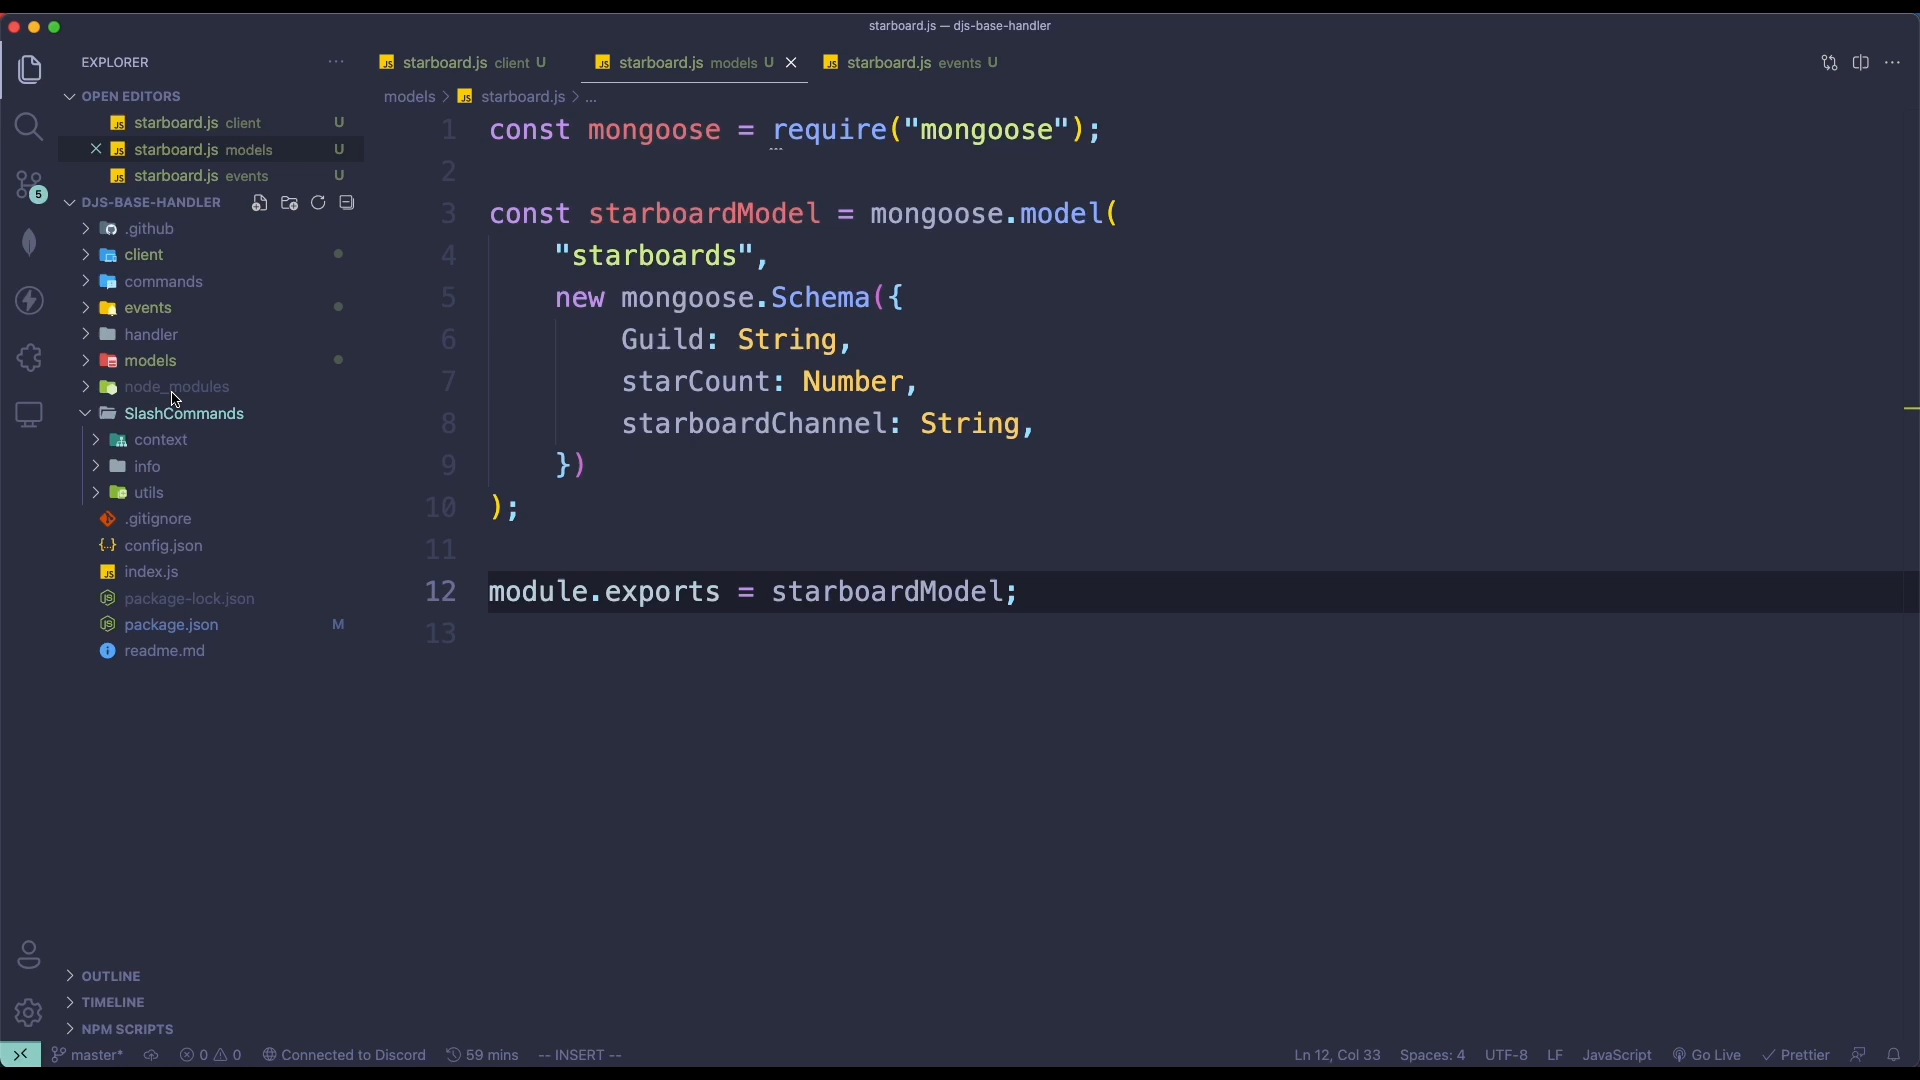 starboard.js — djs-base-handler
EXPLORER
starboard.js client U
starboard.js models U
starboard.js events U
OPEN EDITORS
models > starboard.js > ...
starboard.js client U
starboard.js models U
starboard.js events U
DJS-BASE-HANDLER
.github
client
commands
events
handler
models
node_modules
SlashCommands
context
info
utils
.gitignore
config.json
index.js
package-lock.json
package.json M
readme.md
5
OUTLINE
TIMELINE
NPM SCRIPTS
1 const mongoose = require("mongoose");
2
3 const starboardModel = mongoose.model(
4 "starboards",
5 new mongoose.Schema({
6 Guild: String,
7 starCount: Number,
8 starboardChannel: String,
9 })
10 );
11
12 module.exports = starboardModel;
13
master* 0 0 Connected to Discord 59 mins -- INSERT -- Ln 12, Col 33 Spaces: 4 UTF-8 LF JavaScript Go Live Prettier